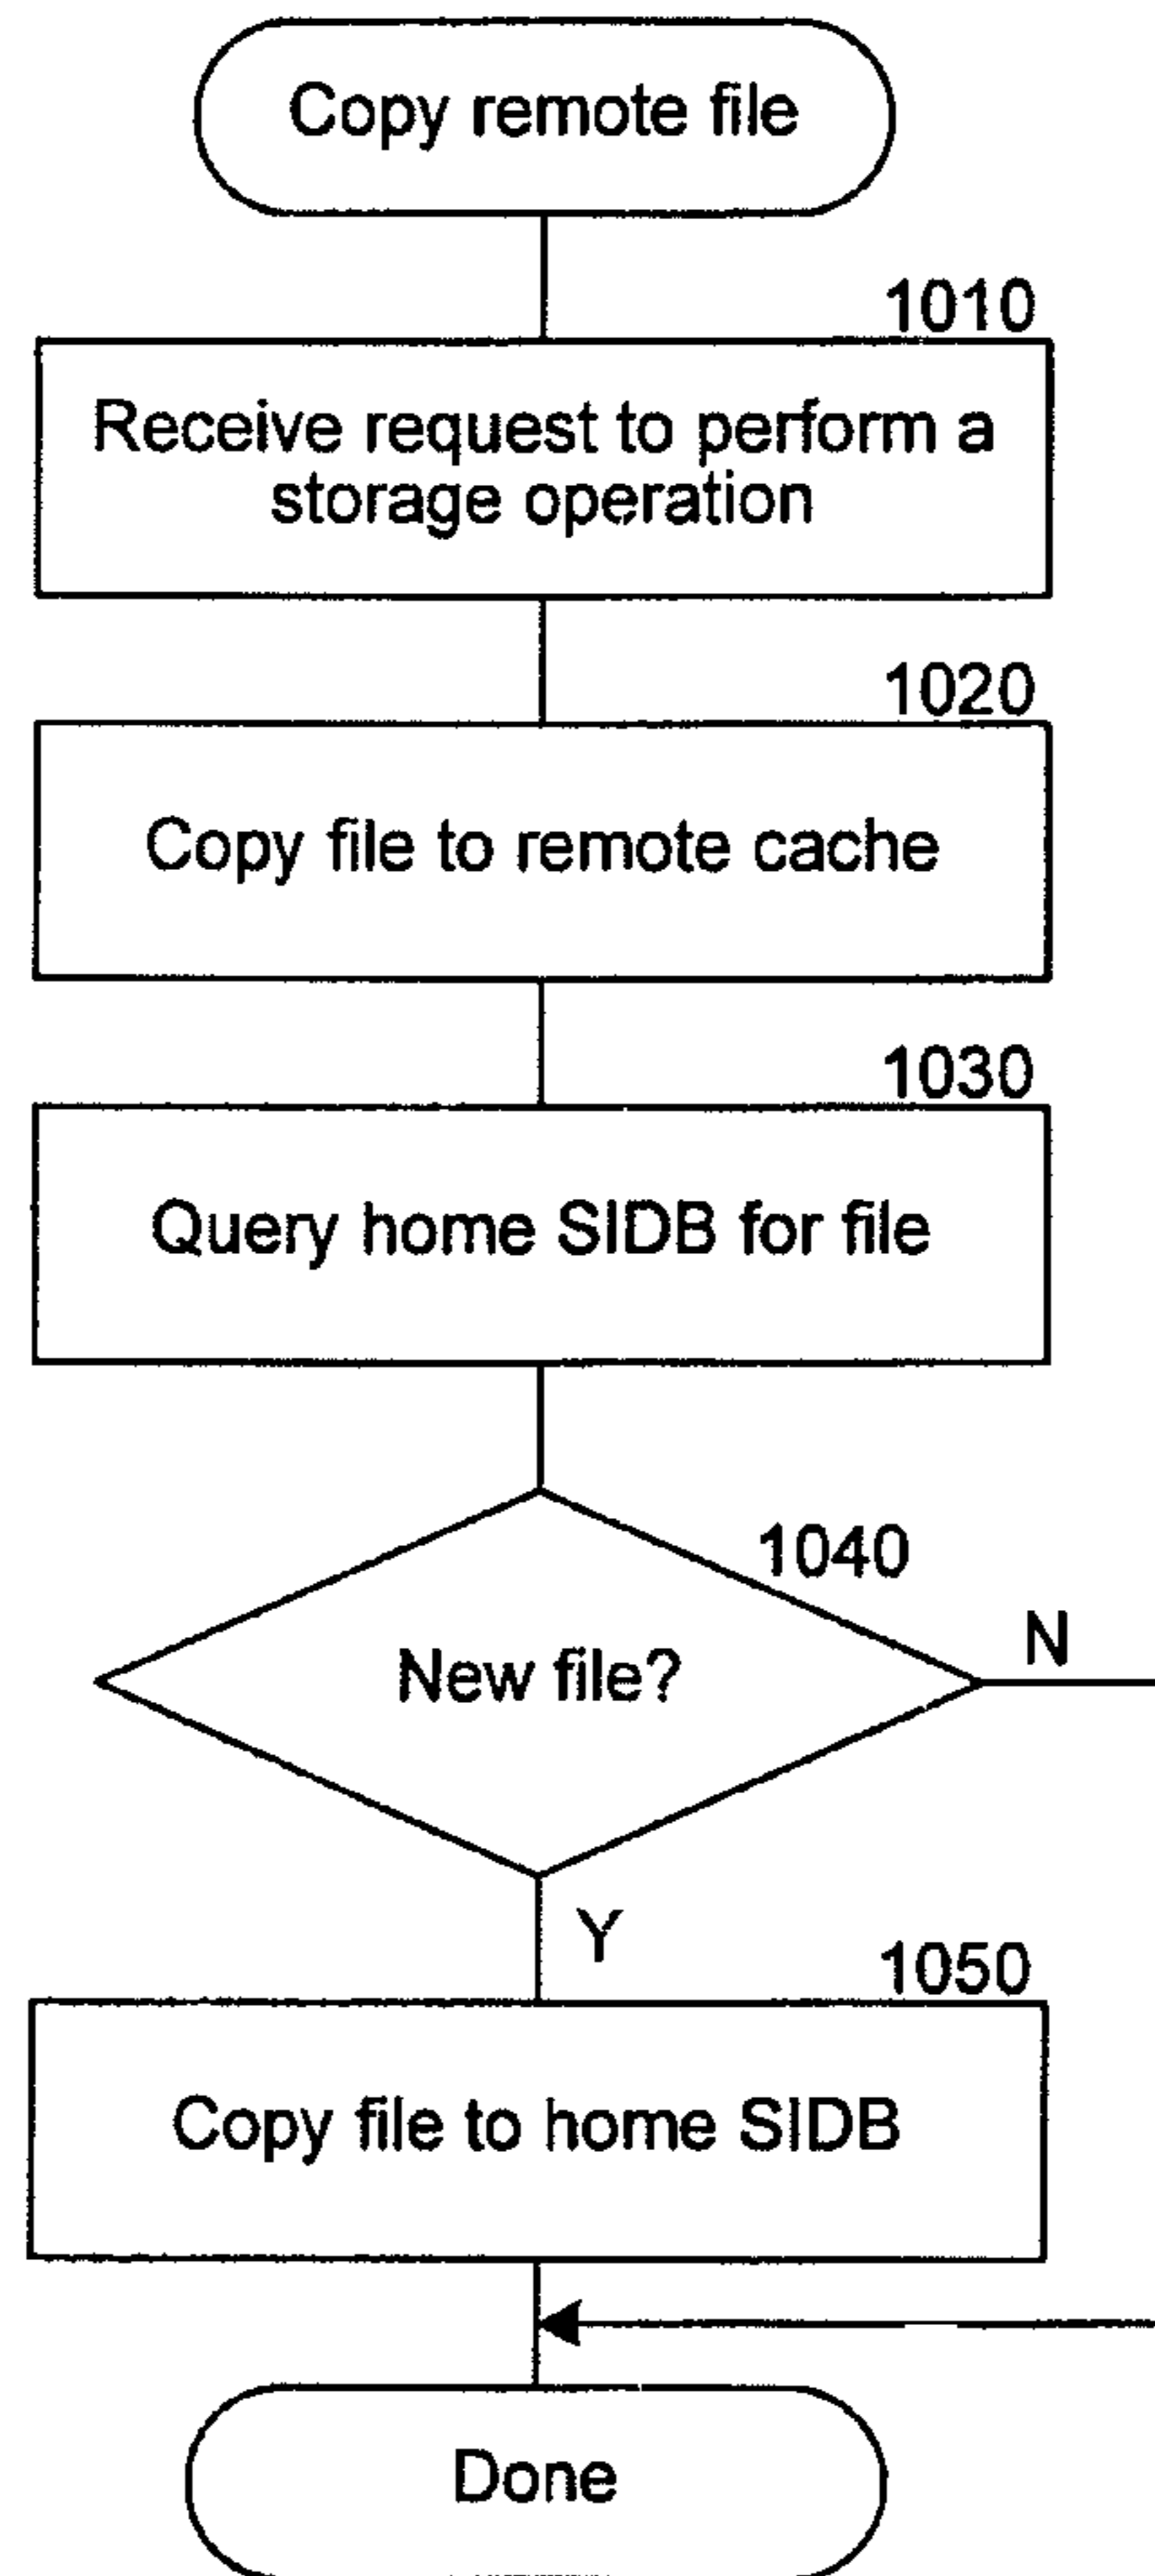 Copy remote file
1010
Receive request to perform a
storage operation
1020
Copy file to remote cache
1030
Query home SIDB for file
1040
New file?
N
Y
1050
Copy file to home SIDB
Done